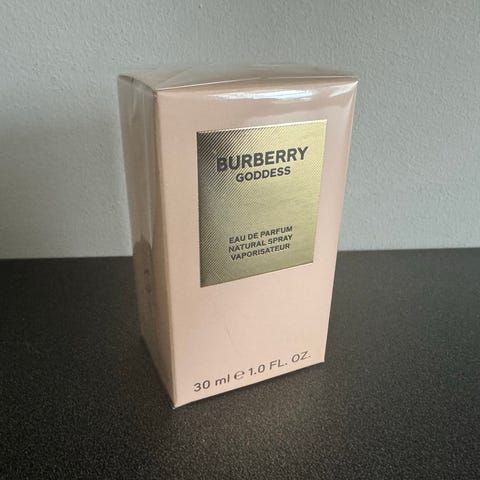 BURBERRY
GODDESS
EAU DE PARFUM
NATURAL SPRAY
VAPORISATEUR
30 ml ℮ 1.0 FL. OZ.